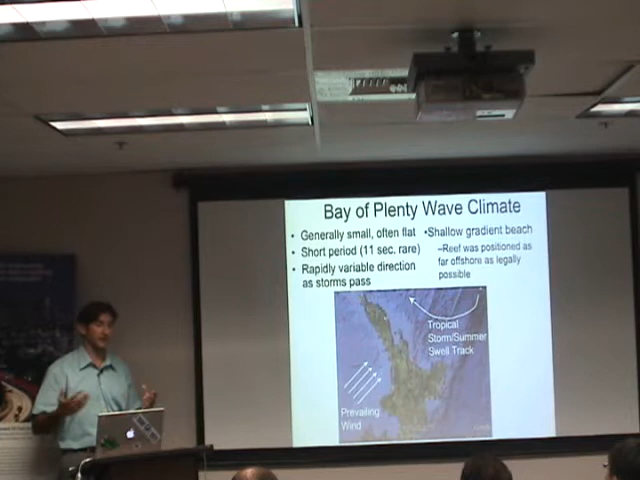 Bay of Plenty Wave Climate
• Generally small, often flat
• Short period (11 sec. rare)
• Rapidly variable direction
as storms pass
•Shallow gradient beach
–Reef was positioned as
far offshore as legally
possible
Tropical
Storm/Summer
Swell Track
Prevailing
Wind